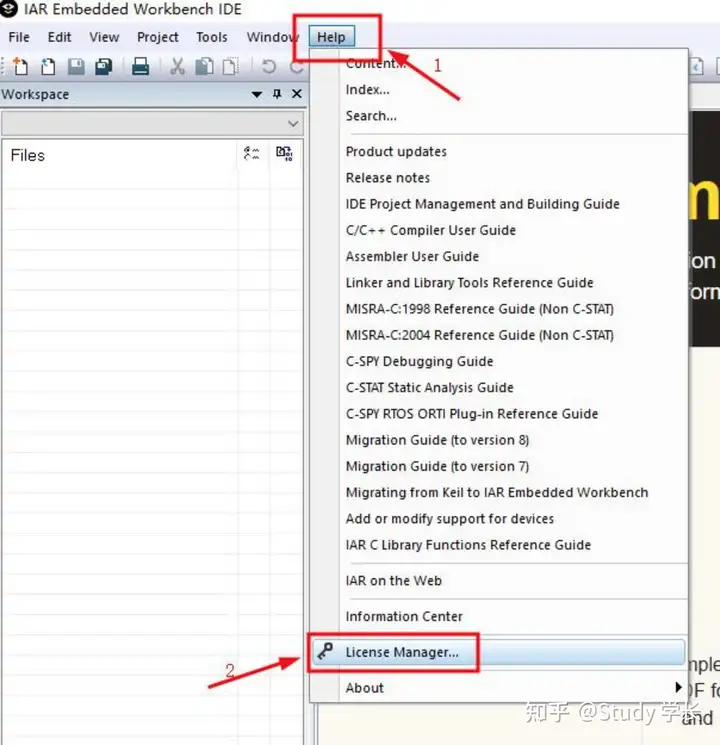 IAR Embedded Workbench IDE
File Edit View Project Tools Window Help
1
Workspace
Files
Content...
Index...
Search...
Product updates
Release notes
IDE Project Management and Building Guide
C/C++ Compiler User Guide
Assembler User Guide
Linker and Library Tools Reference Guide
MISRA-C:1998 Reference Guide (Non C-STAT)
MISRA-C:2004 Reference Guide (Non C-STAT)
C-SPY Debugging Guide
C-STAT Static Analysis Guide
C-SPY RTOS ORTI Plug-in Reference Guide
Migration Guide (to version 8)
Migration Guide (to version 7)
Migrating from Keil to IAR Embedded Workbench
Add or modify support for devices
IAR C Library Functions Reference Guide
IAR on the Web
Information Center
2
License Manager...
About
and
知乎 @Study 学长